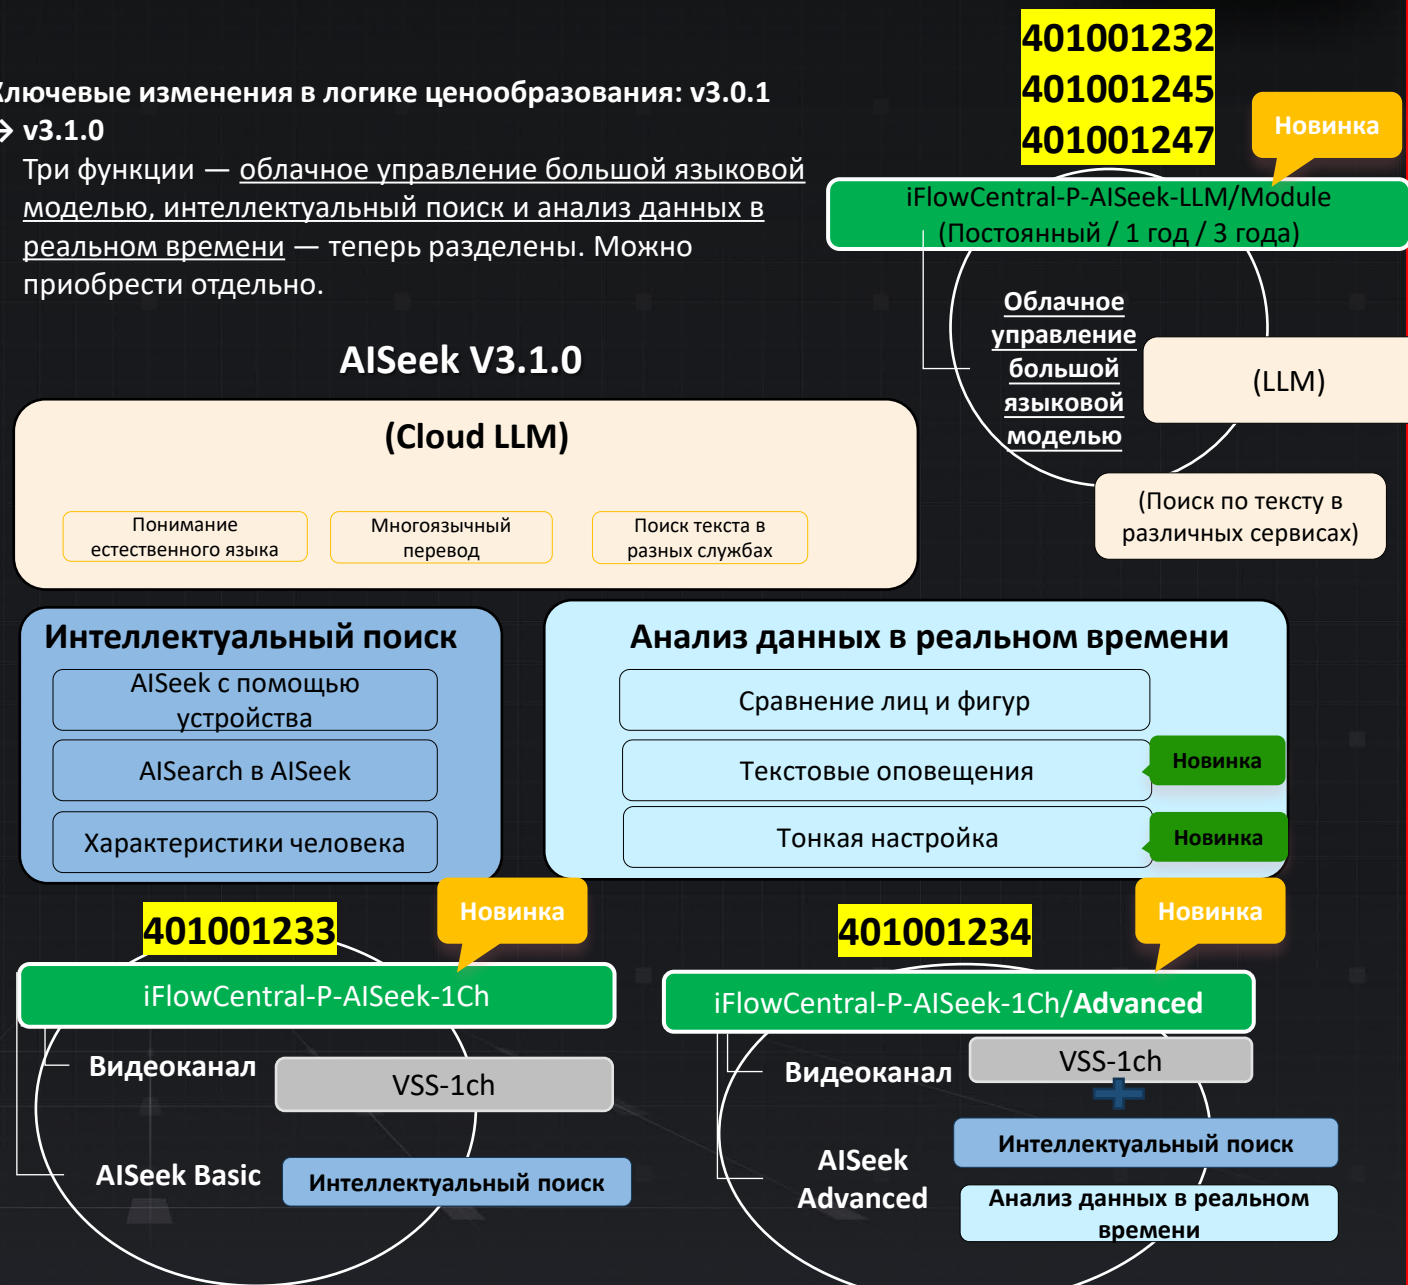 Ключевые изменения в логике ценообразования: v3.0.1
→ v3.1.0
Три функции — облачное управление большой языковой
моделью, интеллектуальный поиск и анализ данных в
реальном времени — теперь разделены. Можно
приобрести отдельно.
401001232
401001245
401001247
Новинка
iFlowCentral-P-AISeek-LLM/Module
(Постоянный / 1 год / 3 года)
Облачное
управление
большой
языковой
моделью
(LLM)
(Поиск по тексту в
различных сервисах)
AISeek V3.1.0
(Cloud LLM)
Понимание
естественного языка
Многоязычный
перевод
Поиск текста в
разных службах
Интеллектуальный поиск
AISeek с помощью
устройства
AISearch в AISeek
Характеристики человека
Анализ данных в реальном времени
Сравнение лиц и фигур
Текстовые оповещения
Новинка
Тонкая настройка
Новинка
401001233
Новинка
iFlowCentral-P-AISeek-1Ch
Видеоканал
VSS-1ch
AISeek Basic
Интеллектуальный поиск
401001234
Новинка
iFlowCentral-P-AISeek-1Ch/Advanced
Видеоканал
VSS-1ch
AISeek
Advanced
Интеллектуальный поиск
Анализ данных в реальном
времени